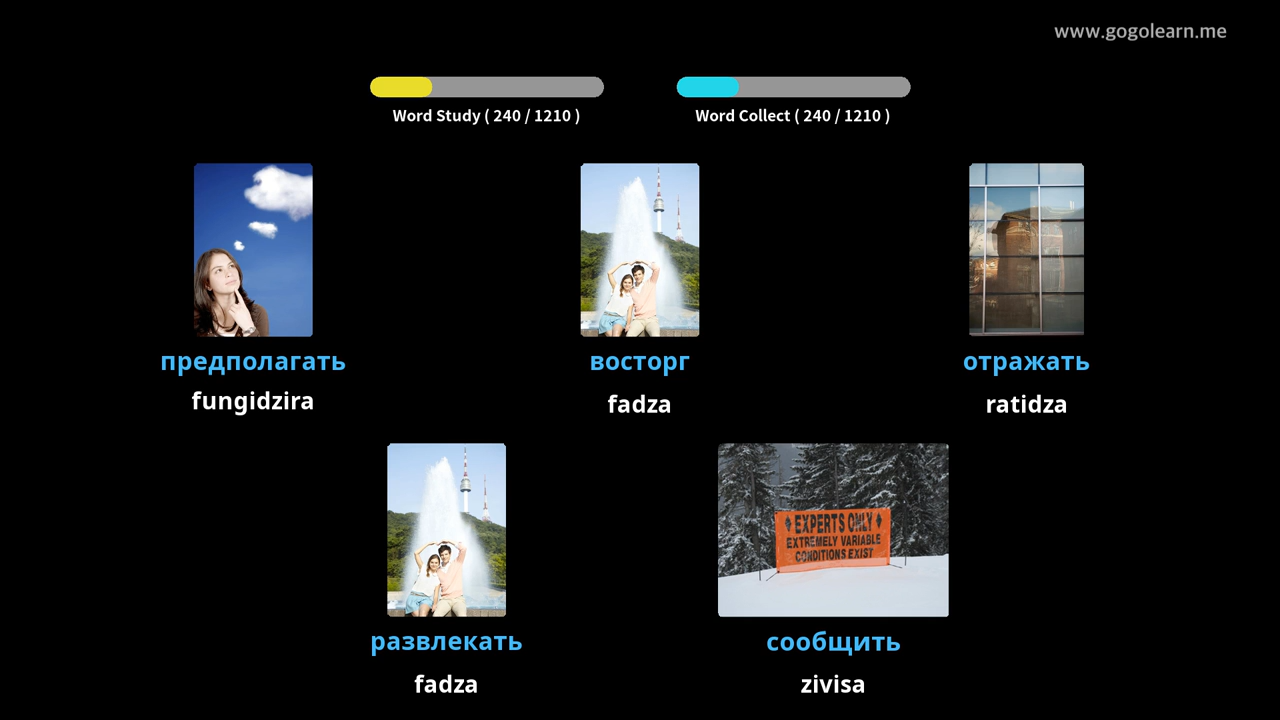 www.gogolearn.me
Word Study ( 240 / 1210 )
Word Collect ( 240 / 1210 )
предполагать
fungidzira
восторг
fadza
отражать
ratidza
EXPERTS ONLY
EXTREMELY VARIABLE
CONDITIONS EXIST
развлекать
fadza
сообщить
zivisa